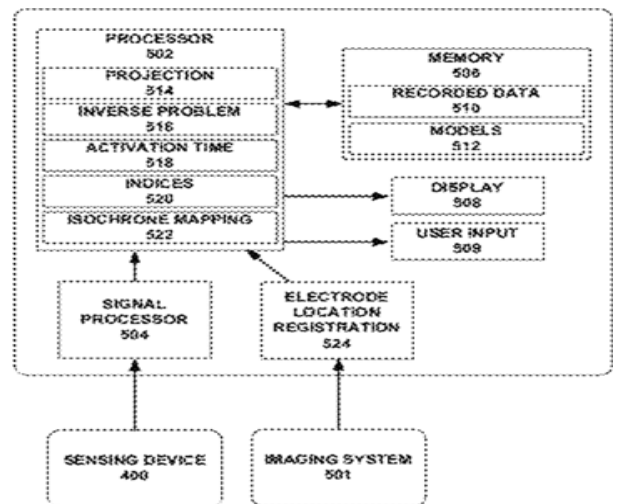 PROCESSOR
502
PROJECTION
514
INVERSE PROBLEM
516
ACTIVATION TIME
518
INDICES
520
ISOCHRONE MAPPING
522
MEMORY
506
RECORDED DATA
510
MODELS
512
DISPLAY
508
USER INPUT
509
SIGNAL
PROCESSOR
504
ELECTRODE
LOCATION
REGISTRATION
524
SENSING DEVICE
400
IMAGING SYSTEM
501